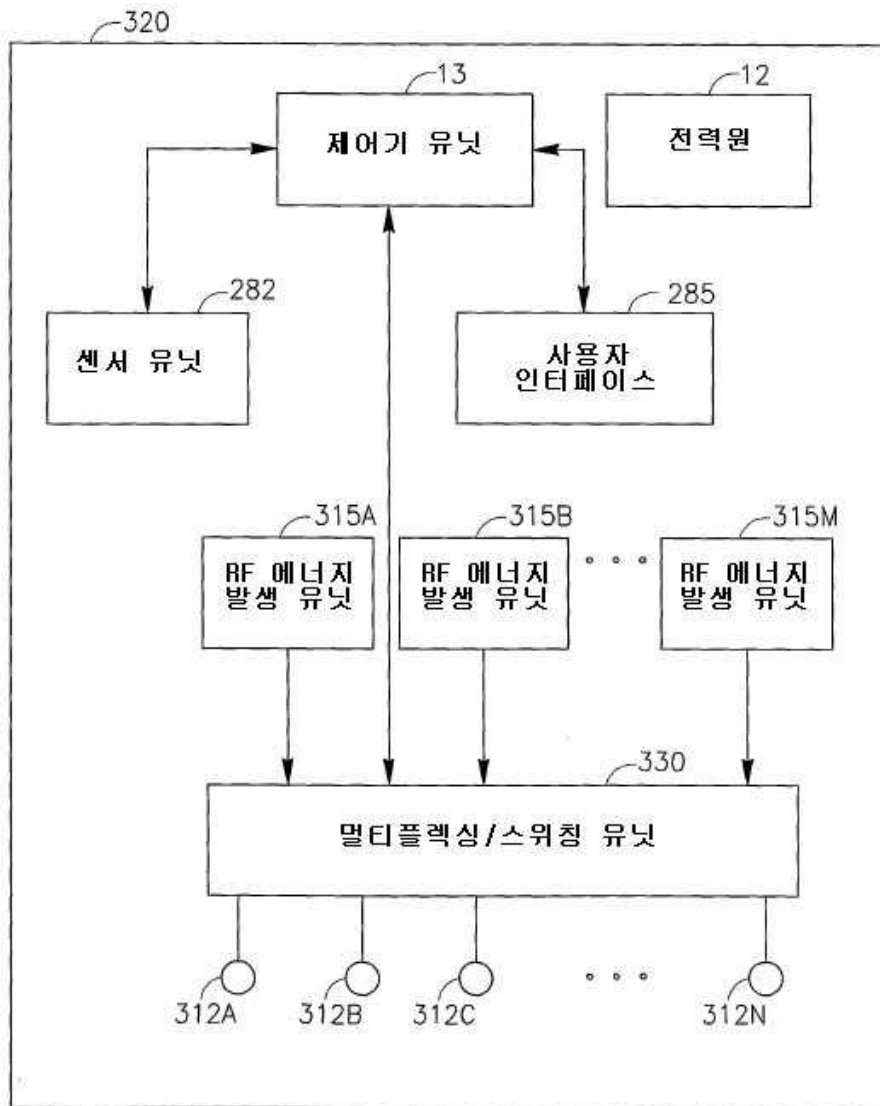 320
13
12
제어기 유닛
전력원
282
285
센서 유닛
사용자
인터페이스
315A
315B
315M
RF 에너지
발생 유닛
RF 에너지
발생 유닛
RF 에너지
발생 유닛
330
멀티플렉싱/스위칭 유닛
312A
312B
312C
312N